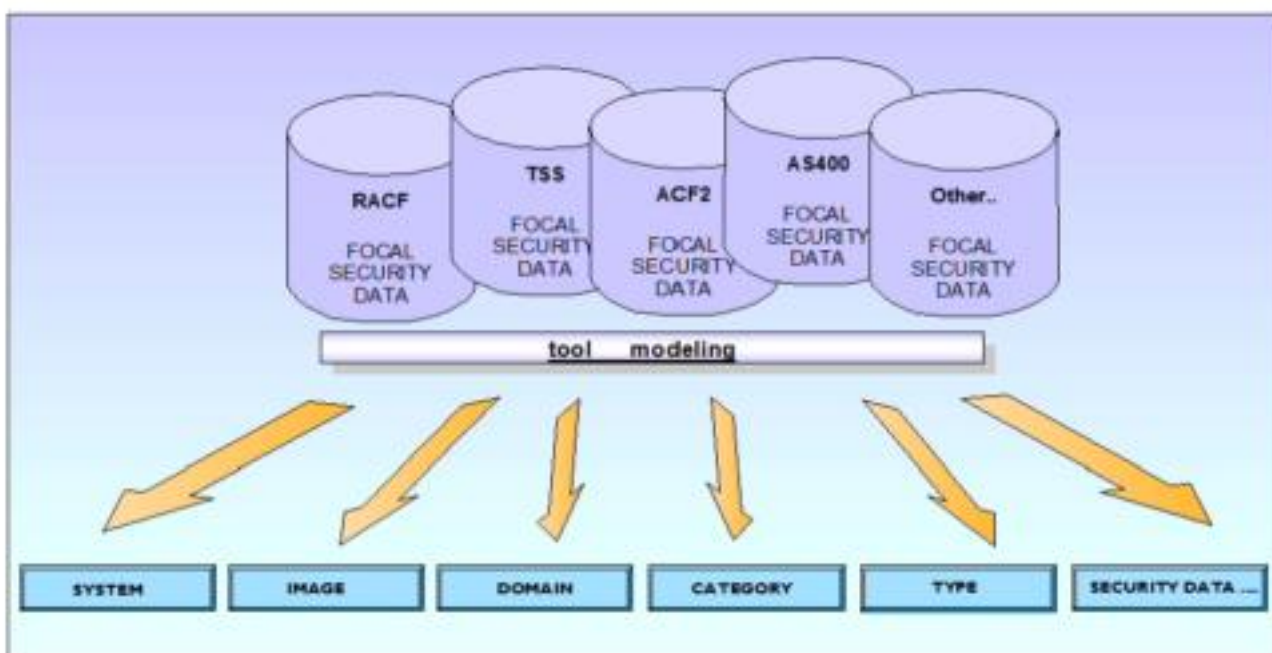 RACF
FOCAL
SECURITY
DATA
TSS
FOCAL
SECURITY
DATA
ACF2
FOCAL
SECURITY
DATA
AS400
FOCAL
SECURITY
DATA
Other..
FOCAL
SECURITY
DATA
tool modeling
SYSTEM
IMAGE
DOMAIN
CATEGORY
TYPE
SECURITY DATA ....